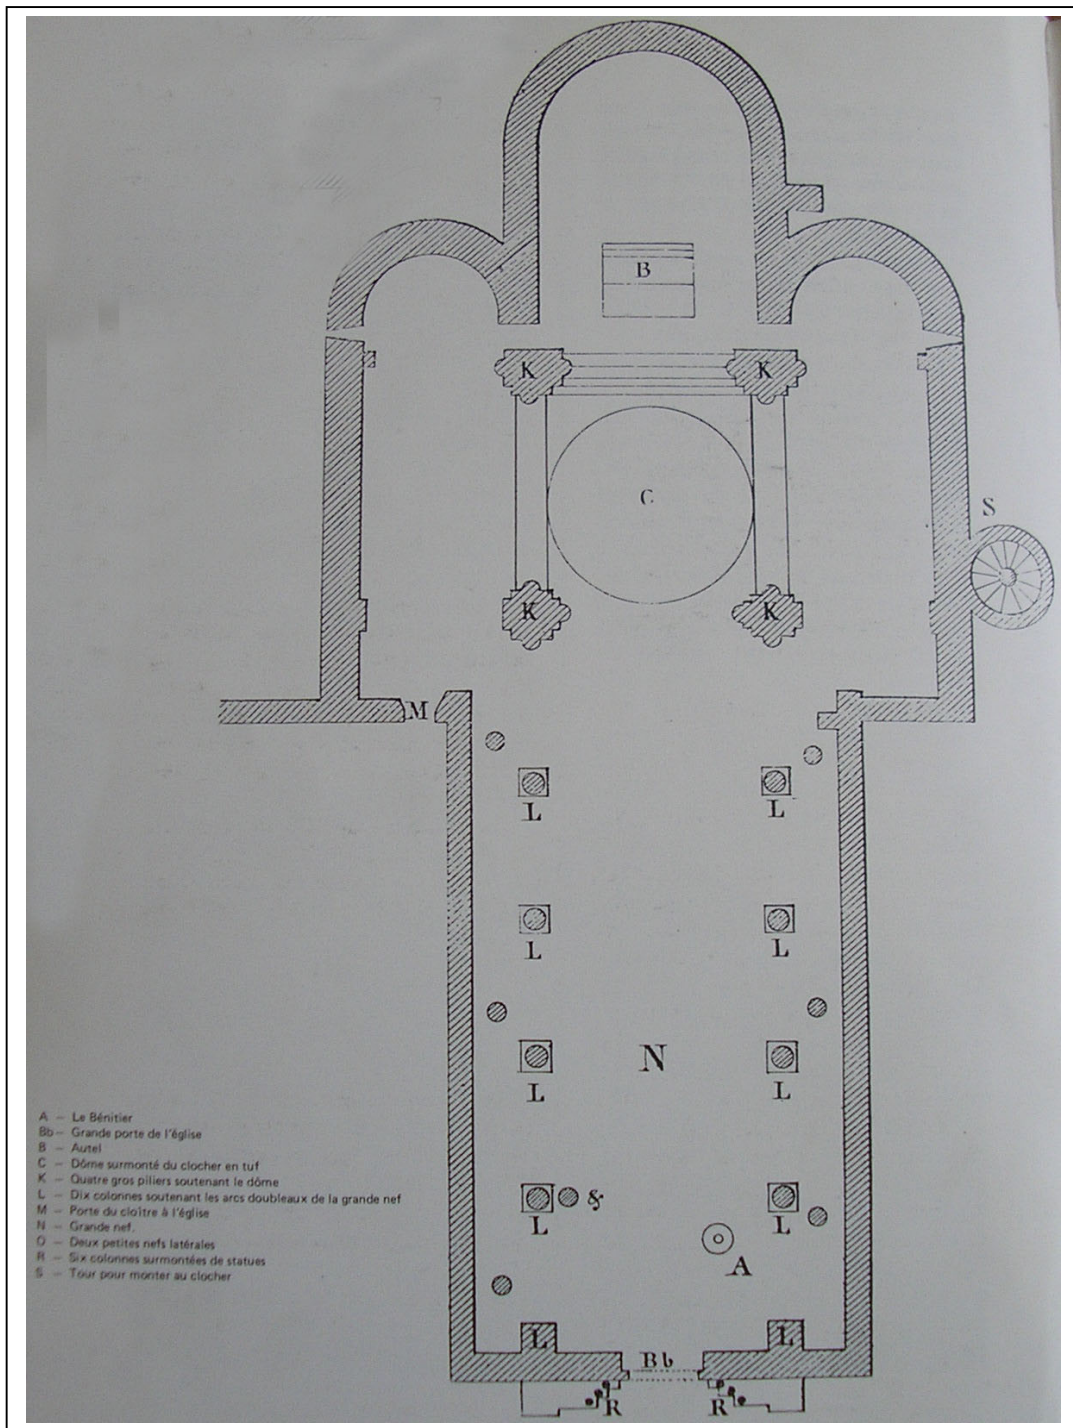 B
K K
C
S
K K
M
L L
L L
N
L L
&
L L
A
L L
Bb
R R
A — Le Bénitier
Bb — Grande porte de l'église
B — Autel
C — Dôme surmonté du clocher en tuf
K — Quatre gros piliers soutenant le dôme
L — Dix colonnes soutenant les arcs doubleaux de la grande nef
M — Porte du cloître à l'église
N — Grande nef.
O — Deux petites nefs latérales
R — Six colonnes surmontées de statues
S — Tour pour monter au clocher